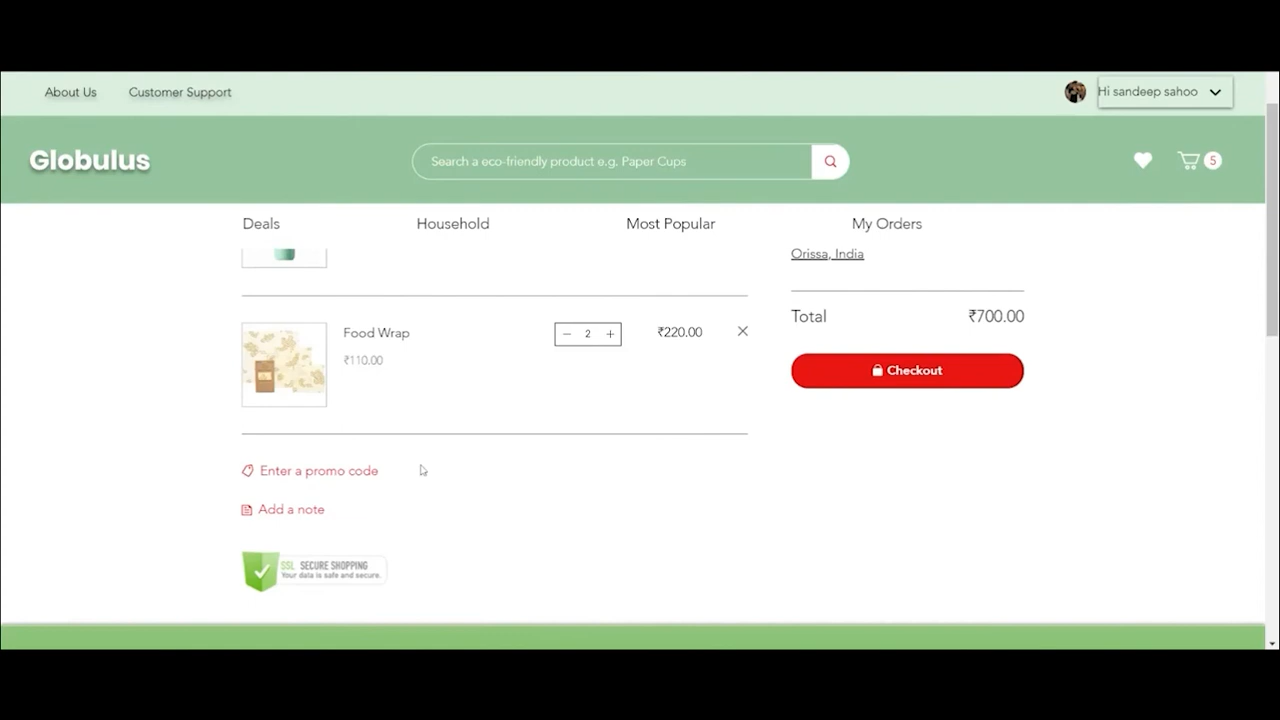 About Us
Customer Support
Hi sandeep sahoo
Globulus
Search a eco-friendly product e.g. Paper Cups
5
Deals
Household
Most Popular
My Orders
Orissa, India
Total
₹700.00
Checkout
Food Wrap
₹110.00
− 2 +
₹220.00
Enter a promo code
Add a note
SSL SECURE SHOPPING
Your data is safe and secure.